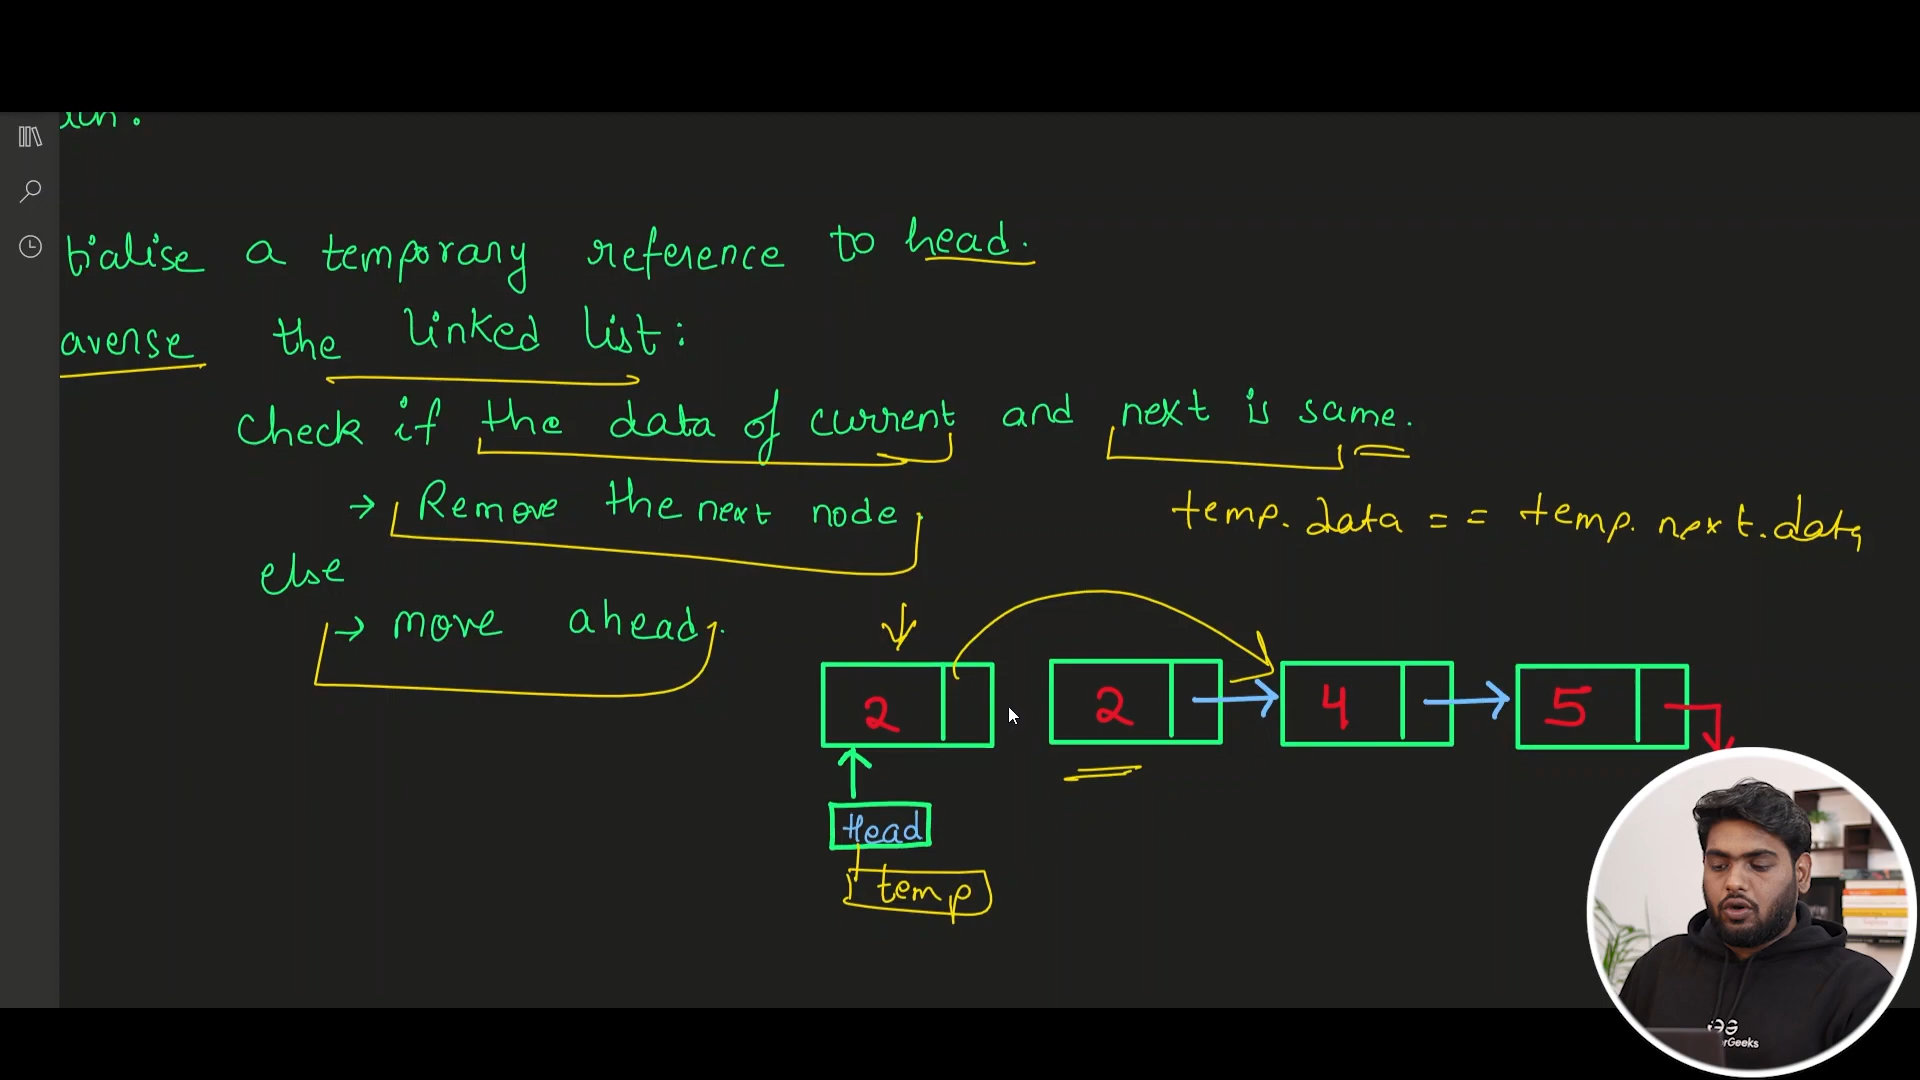 tialise a temporary reference to head.
averse the linked list:
check if the data of current and next is same.
→ Remove the next node
temp.data == temp.next.data
else
→ move ahead.
2 2 4 5
Head
temp
rGeeks